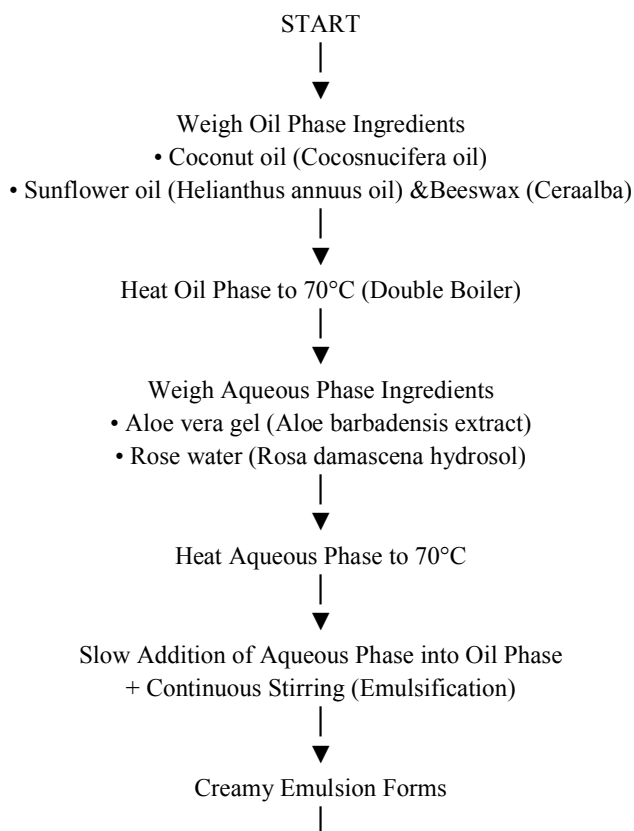 START
Weigh Oil Phase Ingredients
• Coconut oil (Cocosnucifera oil)
• Sunflower oil (Helianthus annuus oil) &Beeswax (Ceraalba)
Heat Oil Phase to 70°C (Double Boiler)
Weigh Aqueous Phase Ingredients
• Aloe vera gel (Aloe barbadensis extract)
• Rose water (Rosa damascena hydrosol)
Heat Aqueous Phase to 70°C
Slow Addition of Aqueous Phase into Oil Phase
+ Continuous Stirring (Emulsification)
Creamy Emulsion Forms